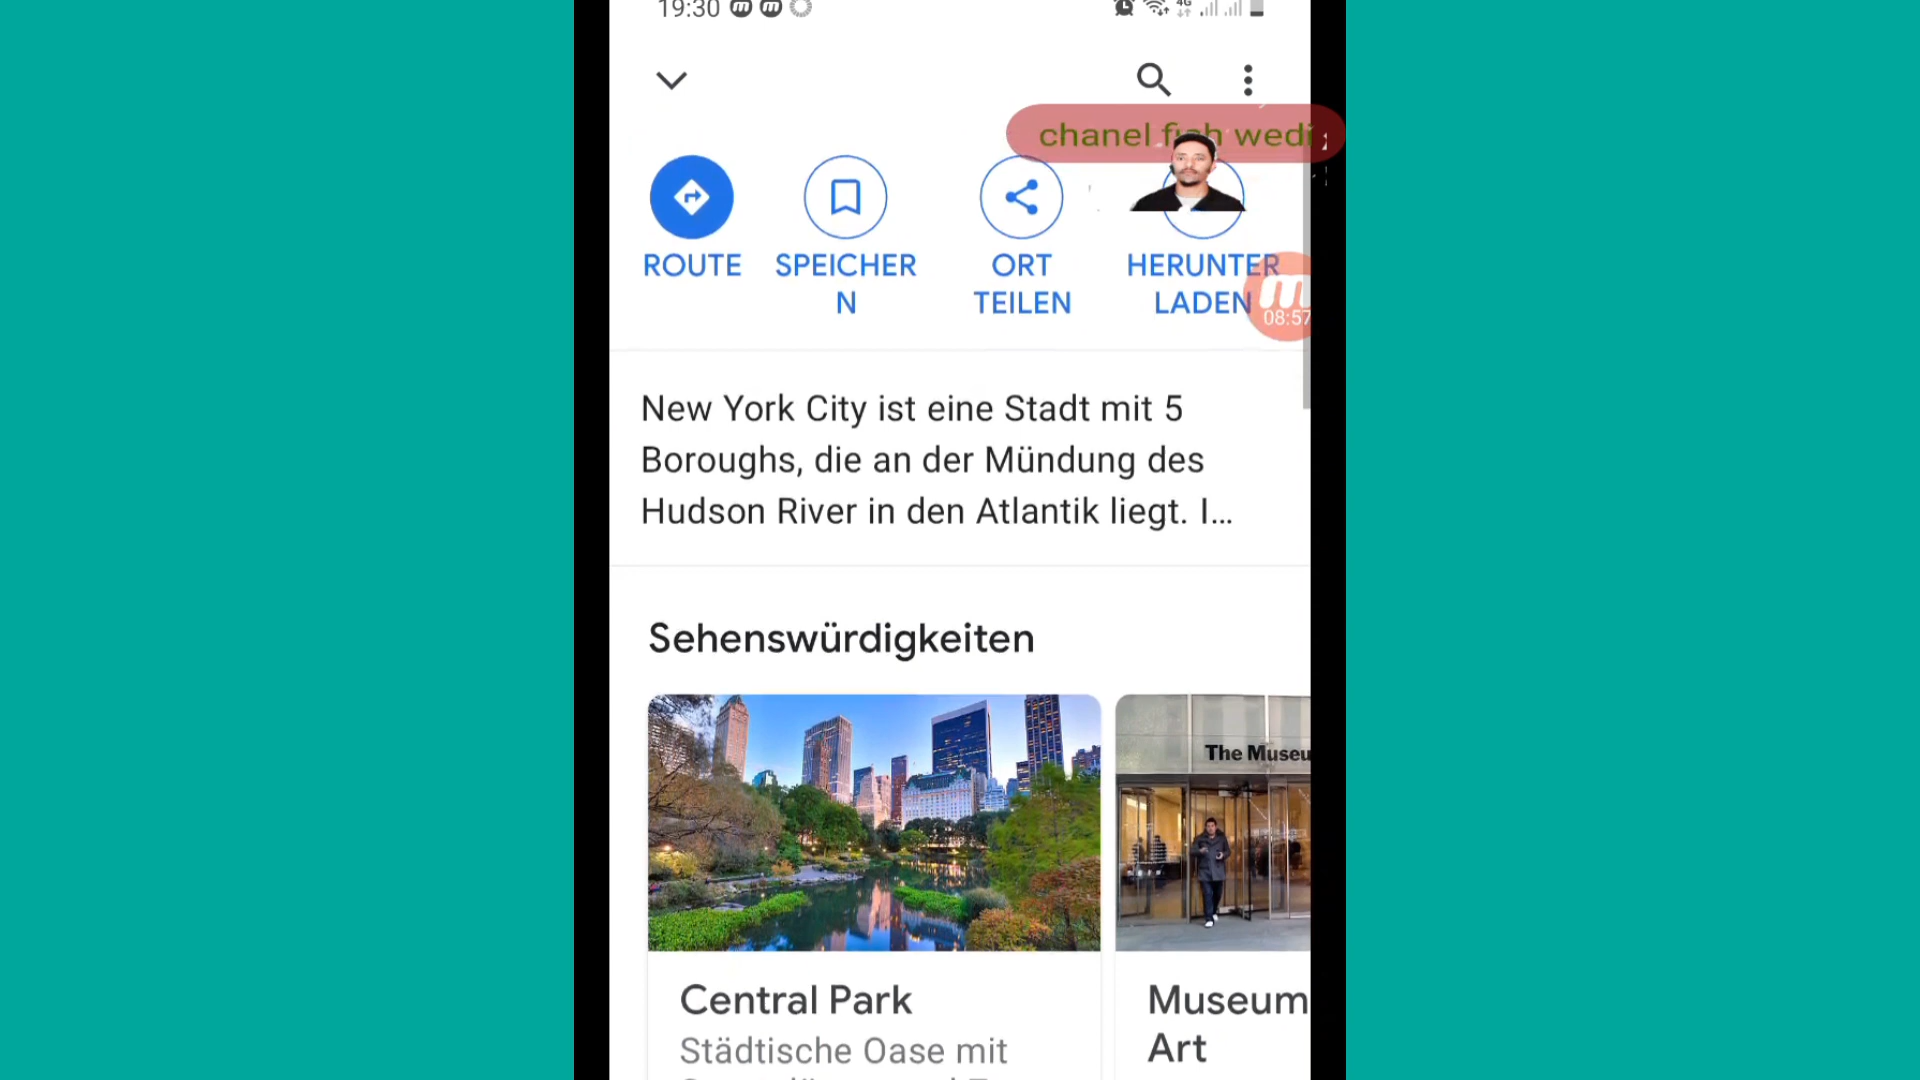 19:30
4G
chanel fish wedi
ROUTE
SPEICHER
N
ORT
TEILEN
HERUNTER
LADEN
08:57
New York City ist eine Stadt mit 5
Boroughs, die an der Mündung des
Hudson River in den Atlantik liegt. I…
Sehenswürdigkeiten
The Museu
Central Park
Städtische Oase mit
Museum
Art